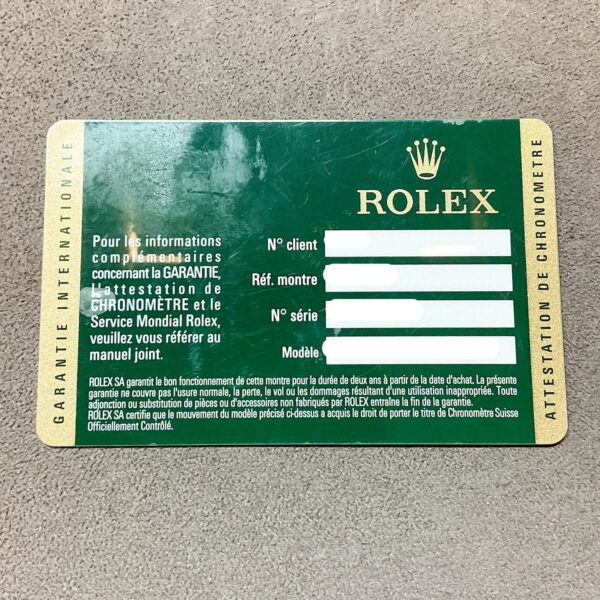 GARANTIE INTERNATIONALE
ROLEX
Pour les informations
complémentaires
concernant la GARANTIE,
L'attestation de
CHRONOMÈTRE et le
Service Mondial Rolex,
veuillez vous référer au
manuel joint.
N° client
Réf. montre
N° série
Modèle
ROLEX SA garantit le bon fonctionnement de cette montre pour la durée de deux ans à partir de la date d'achat. La présente
garantie ne couvre pas l'usure normale, la perte, le vol ou les dommages résultant d'une utilisation inappropriée. Toute
adjonction ou substitution de pièces ou d'accessoires non fabriqués par ROLEX entraîne la fin de la garantie.
ROLEX SA certifie que le mouvement du modèle précisé ci-dessus a acquis le droit de porter le titre de Chronomètre Suisse
Officiellement Contrôlé.
ATTESTATION DE CHRONOMETRE